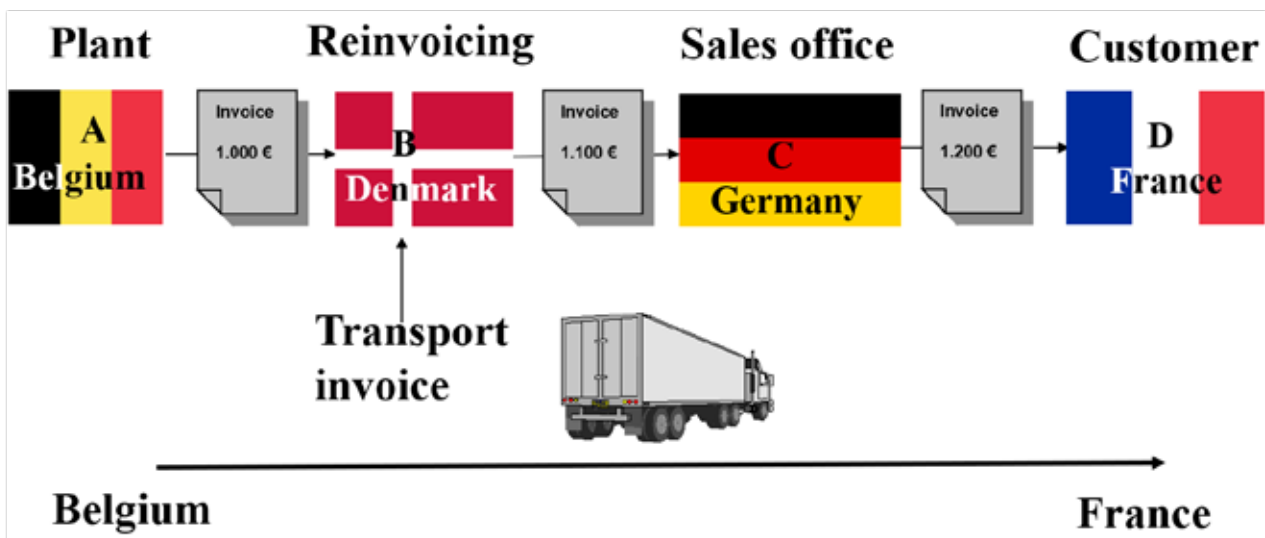 Plant
Reinvoicing
Sales office
Customer
A
Belgium
Invoice
1.000 €
B
Denmark
Invoice
1.100 €
C
Germany
Invoice
1.200 €
D
France
Transport
invoice
Belgium
France